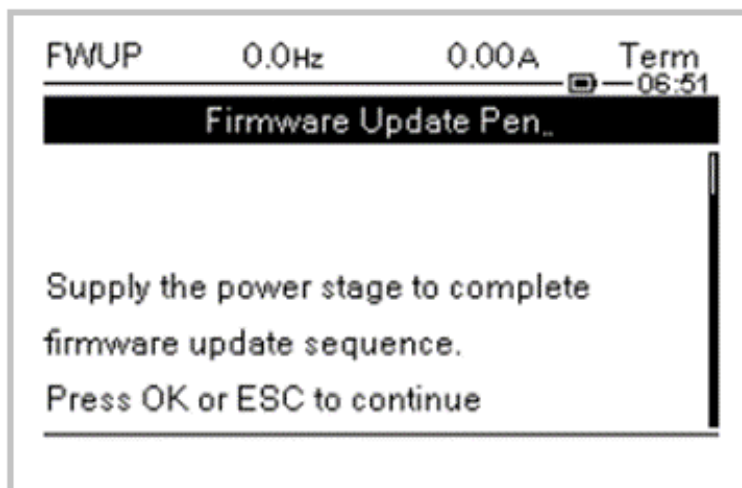 FWUP 0.0Hz 0.00A Term
06:51
Firmware Update Pen..
Supply the power stage to complete
firmware update sequence.
Press OK or ESC to continue